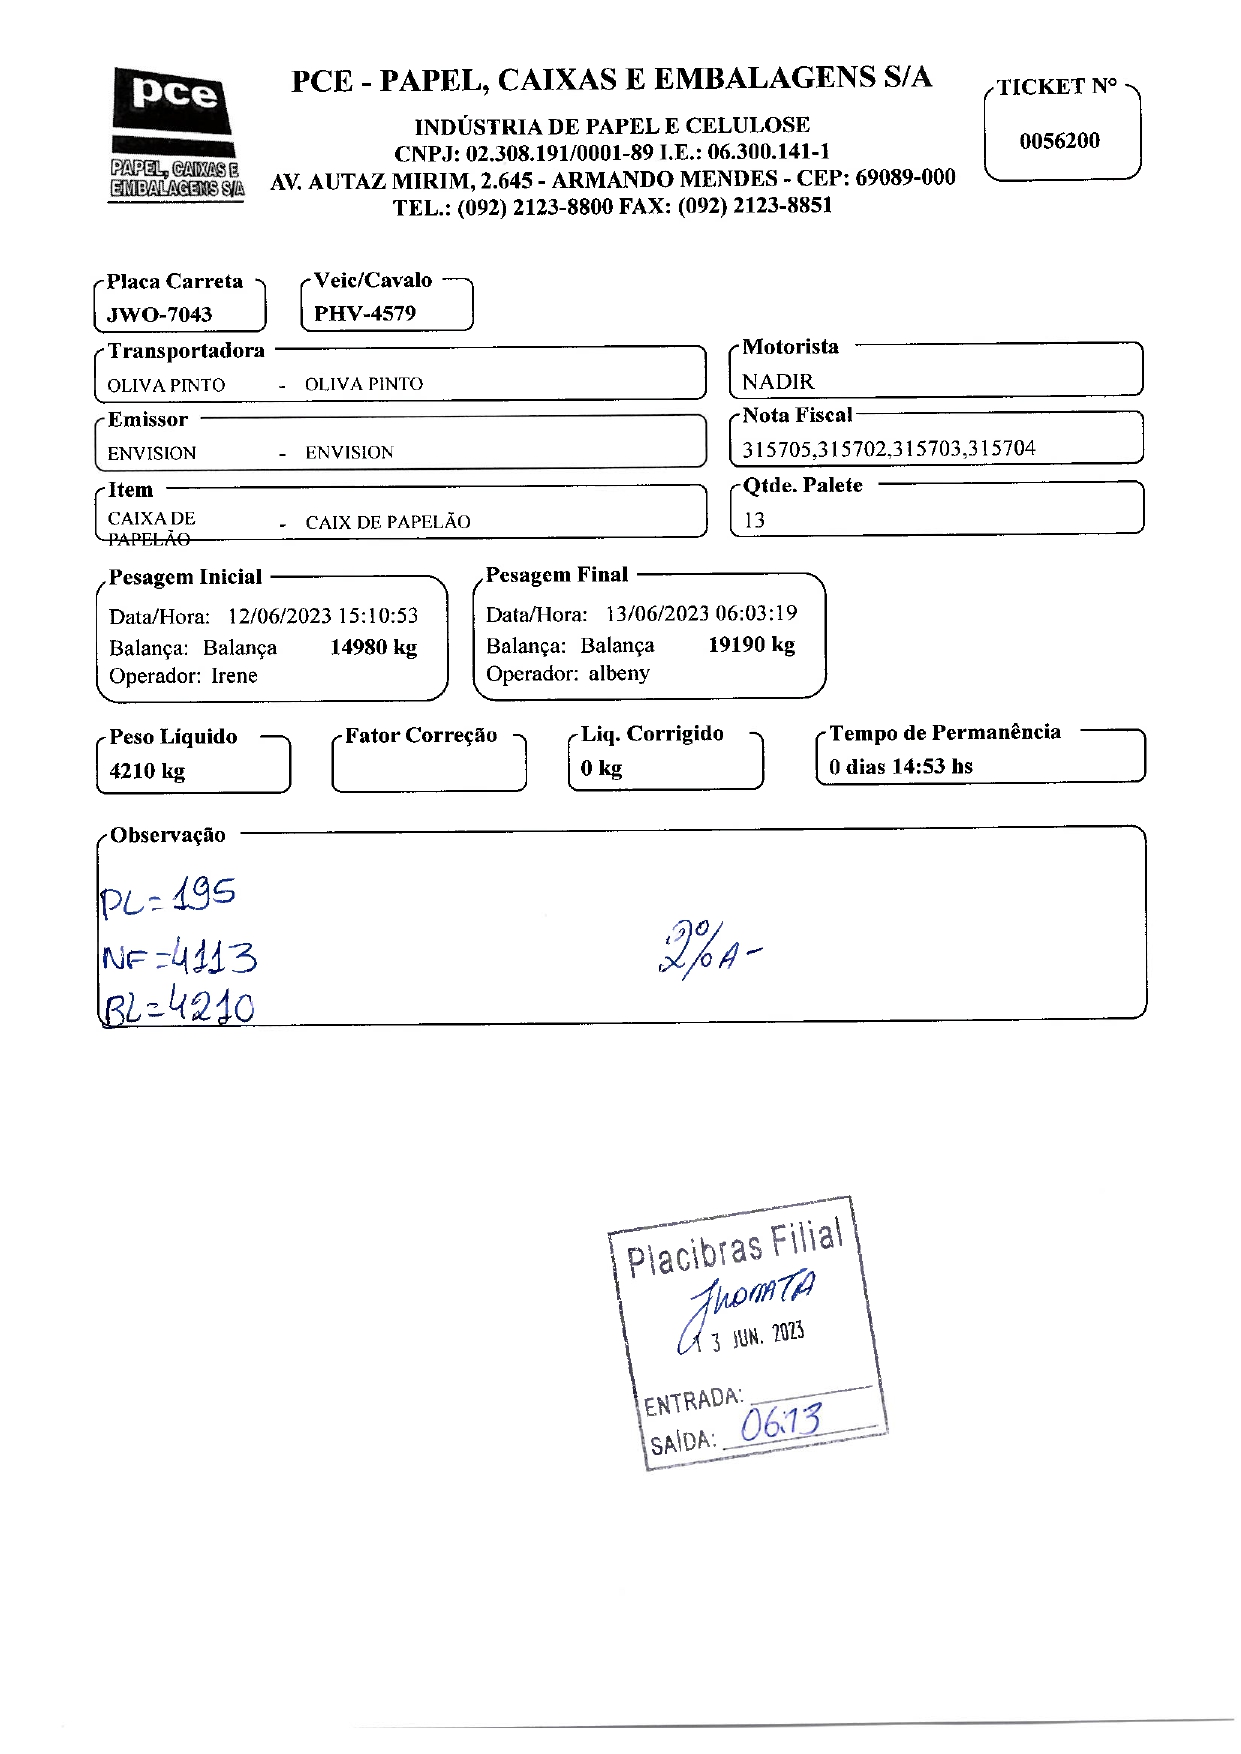 pce
PAPEL, CAIXAS E
EMBALAGENS S/A
PCE - PAPEL, CAIXAS E EMBALAGENS S/A
INDÚSTRIA DE PAPEL E CELULOSE
CNPJ: 02.308.191/0001-89 I.E.: 06.300.141-1
AV. AUTAZ MIRIM, 2.645 - ARMANDO MENDES - CEP: 69089-000
TEL.: (092) 2123-8800 FAX: (092) 2123-8851
TICKET Nº
0056200
Placa Carreta Veic/Cavalo
JWO-7043 PHV-4579
Transportadora Motorista
OLIVA PINTO - OLIVA PINTO NADIR
Emissor Nota Fiscal
ENVISION - ENVISION 315705,315702,315703,315704
Item Qtde. Palete
CAIXA DE PAPELÃO - CAIX DE PAPELÃO 13
Pesagem Inicial Pesagem Final
Data/Hora: 12/06/2023 15:10:53 Data/Hora: 13/06/2023 06:03:19
Balança: Balança 14980 kg Balança: Balança 19190 kg
Operador: Irene Operador: albeny
Peso Líquido Fator Correção Liq. Corrigido Tempo de Permanência
4210 kg 0 kg 0 dias 14:53 hs
Observação
PL=195
NF=4113 2% A-
BL=4210
Placibras Filial
13 JUN. 2023
ENTRADA:
SAÍDA: 06:13